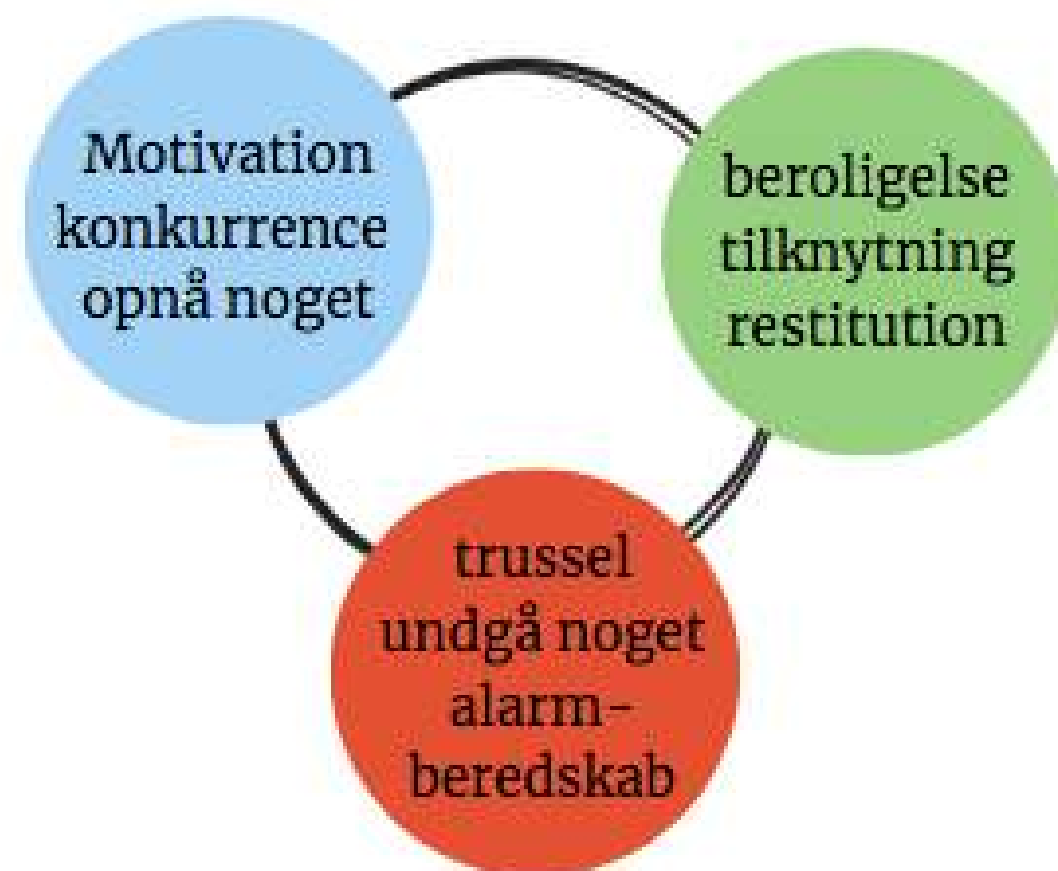 Motivation
konkurrence
opnå noget
beroligelse
tilknytning
restitution
trussel
undgå noget
alarm-
beredskab